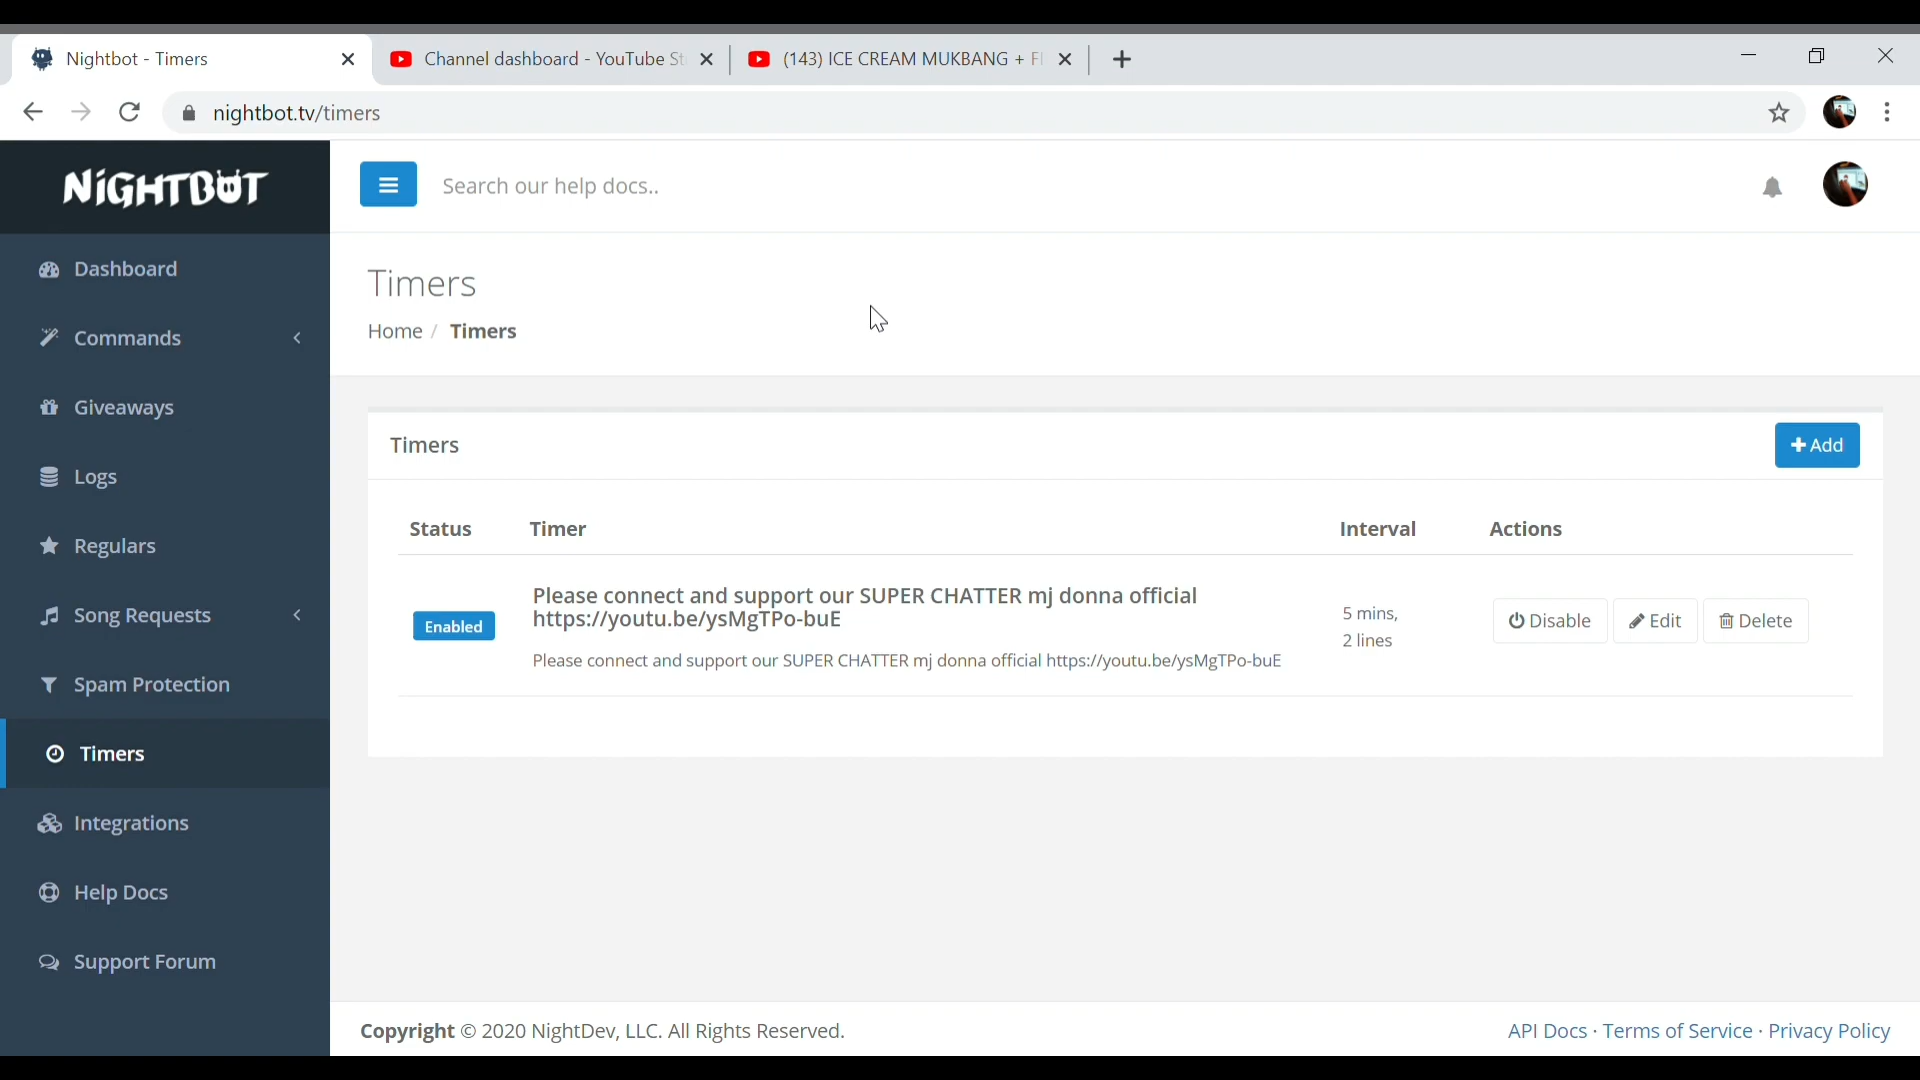 Nightbot - Timers
Channel dashboard - YouTube St
(143) ICE CREAM MUKBANG + FI
nightbot.tv/timers
NiGHTBOT
Search our help docs..
Dashboard
Commands
Giveaways
Logs
Regulars
Song Requests
Spam Protection
Timers
Integrations
Help Docs
Support Forum
Timers
Home / Timers
Timers
Add
Status Timer Interval Actions
Please connect and support our SUPER CHATTER mj donna official
https://youtu.be/ysMgTPo-buE
Enabled
Please connect and support our SUPER CHATTER mj donna official https://youtu.be/ysMgTPo-buE
5 mins,
2 lines
Disable
Edit
Delete
Copyright © 2020 NightDev, LLC. All Rights Reserved.
API Docs · Terms of Service · Privacy Policy